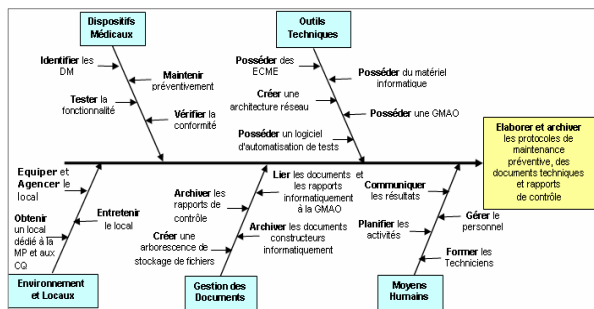 Dispositifs
Médicaux
Outils
Techniques
Identifier les
DM
Maintenir
préventivement
Tester la
fonctionnalité
Vérifier la
conformité
Posséder des
ECME
Posséder du matériel
informatique
Créer une
architecture réseau
Posséder une GMAO
Posséder un logiciel
d'automatisation de tests
Elaborer et archiver
les protocoles de
maintenance
préventive, des
documents techniques
et rapports
de contrôle
Equiper et
Agencer le
local
Entretenir
le local
Obtenir
un local
dédié à la
MP et aux
CQ
Archiver les
rapports de
contrôle
Lier les documents et
les rapports
informatiquement
à la GMAO
Créer une
arborescence de
stockage de fichiers
Archiver les documents
constructeurs
informatiquement
Communiquer
les résultats
Gérer le
personnel
Planifier les
activités
Former les
Techniciens
Environnement
et Locaux
Gestion des
Documents
Moyens
Humains